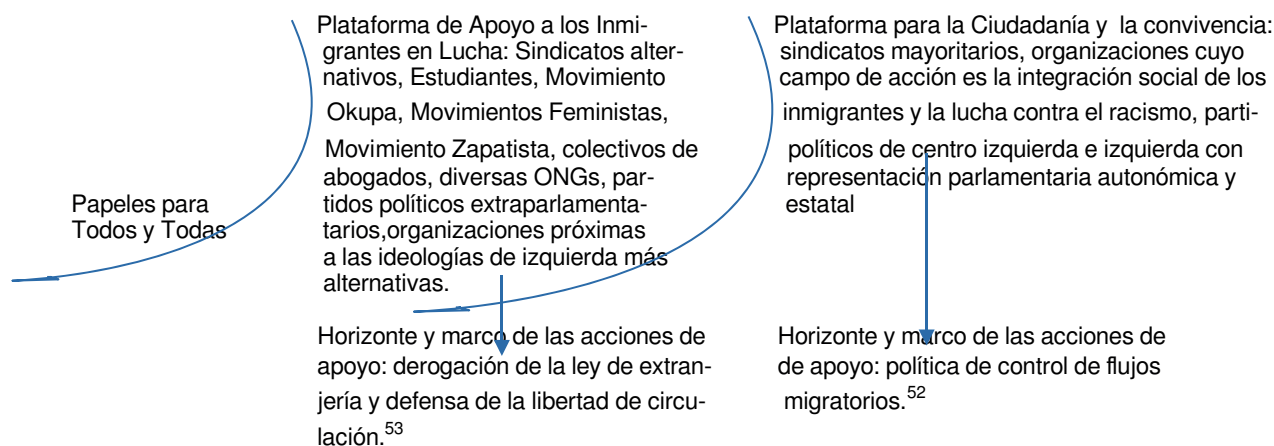 Papeles para
Todos y Todas
Plataforma de Apoyo a los Inmi-
grantes en Lucha: Sindicatos alter-
nativos, Estudiantes, Movimiento
Okupa, Movimientos Feministas,
Movimiento Zapatista, colectivos de
abogados, diversas ONGs, par-
tidos políticos extraparlamenta-
tarios,organizaciones próximas
a las ideologías de izquierda más
alternativas.
Horizonte y marco de las acciones de
apoyo: derogación de la ley de extran-
jería y defensa de la libertad de circu-
lación.53
Plataforma para la Ciudadanía y la convivencia:
sindicatos mayoritarios, organizaciones cuyo
campo de acción es la integración social de los
inmigrantes y la lucha contra el racismo, parti-
políticos de centro izquierda e izquierda con
representación parlamentaria autonómica y
estatal
Horizonte y marco de las acciones de
de apoyo: política de control de flujos
migratorios.52